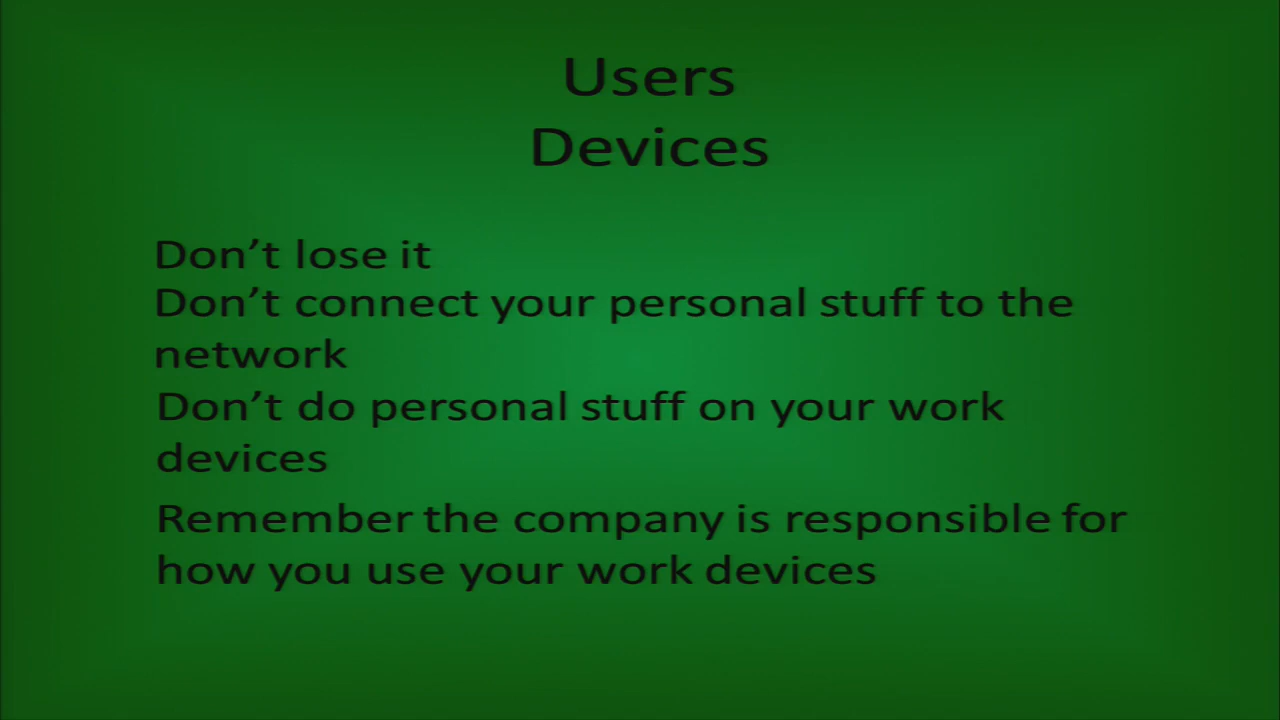 Users
Devices
Don’t lose it
Don’t connect your personal stuff to the
network
Don’t do personal stuff on your work
devices
Remember the company is responsible for
how you use your work devices